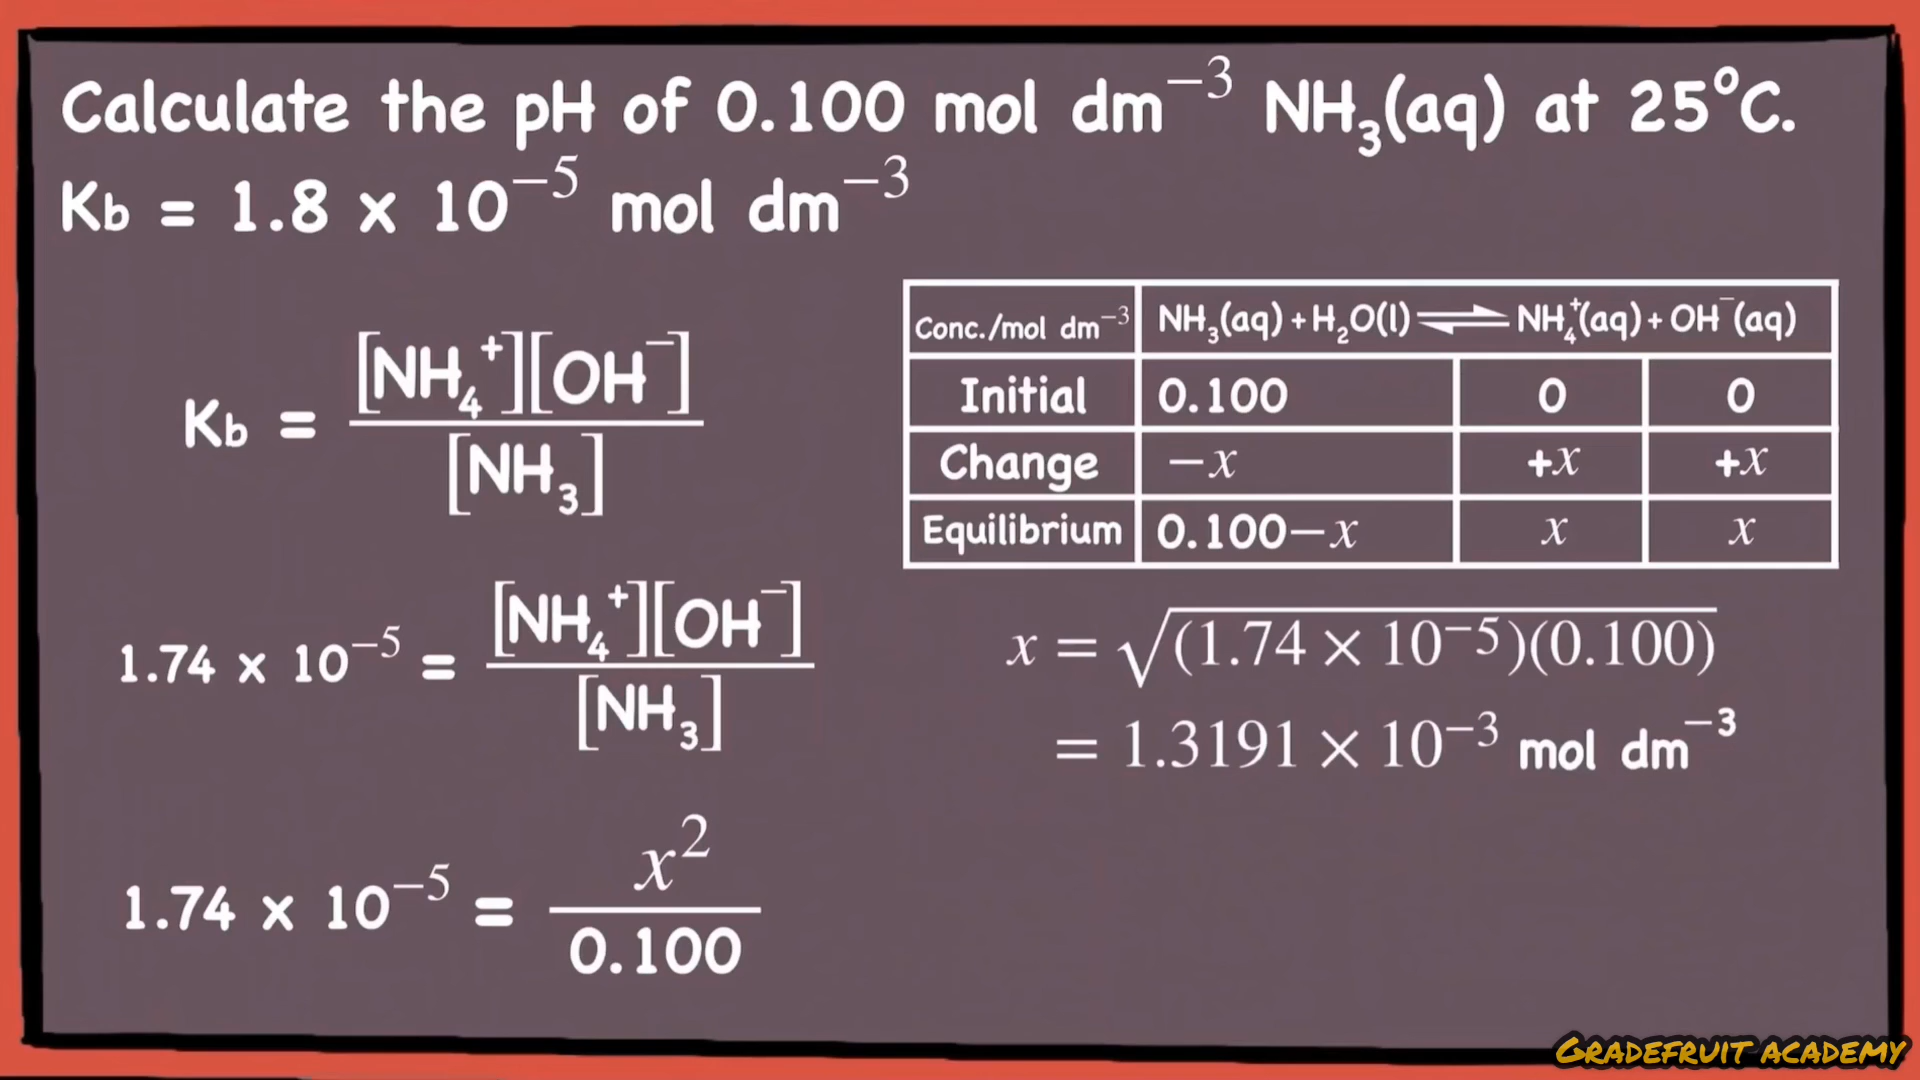 Calculate the pH of 0.100 mol dm⁻³ NH₃(aq) at 25°C.
Kb = 1.8 x 10⁻⁵ mol dm⁻³
Kb = [NH₄⁺][OH⁻] / [NH₃]
1.74 x 10⁻⁵ = [NH₄⁺][OH⁻] / [NH₃]
1.74 x 10⁻⁵ = x² / 0.100
Conc./mol dm⁻³ NH₃(aq) + H₂O(l) ⇌ NH₄⁺(aq) + OH⁻(aq)
Initial 0.100 0 0
Change −x +x +x
Equilibrium 0.100−x x x
x = √(1.74 × 10⁻⁵)(0.100)
= 1.3191 × 10⁻³ mol dm⁻³
GRADEFRUIT ACADEMY